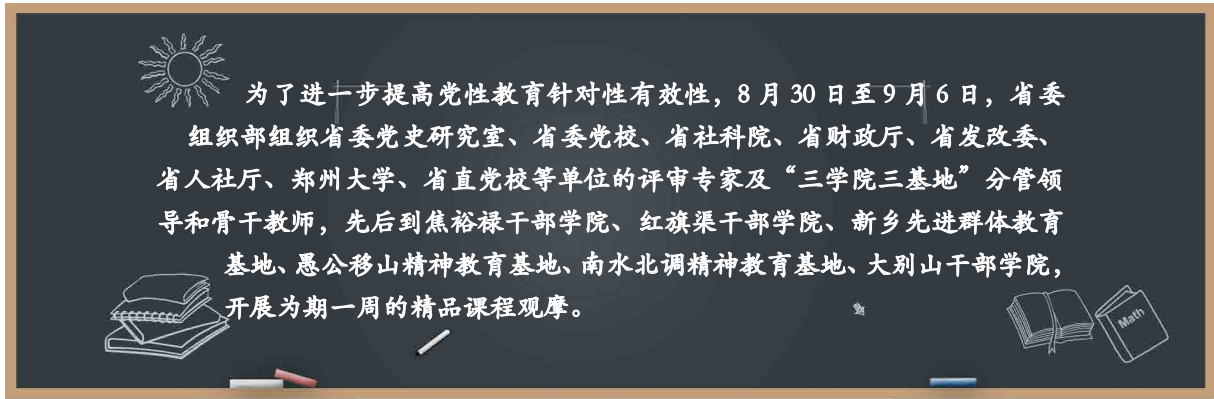 为了进一步提高党性教育针对性有效性，8月30日至9月6日，省委
组织部组织省委党史研究室、省委党校、省社科院、省财政厅、省发改委、
省人社厅、郑州大学、省直党校等单位的评审专家及“三学院三基地”分管领
导和骨干教师，先后到焦裕禄干部学院、红旗渠干部学院、新乡先进群体教育
基地、愚公移山精神教育基地、南水北调精神教育基地、大别山干部学院，
开展为期一周的精品课程观摩。
Math